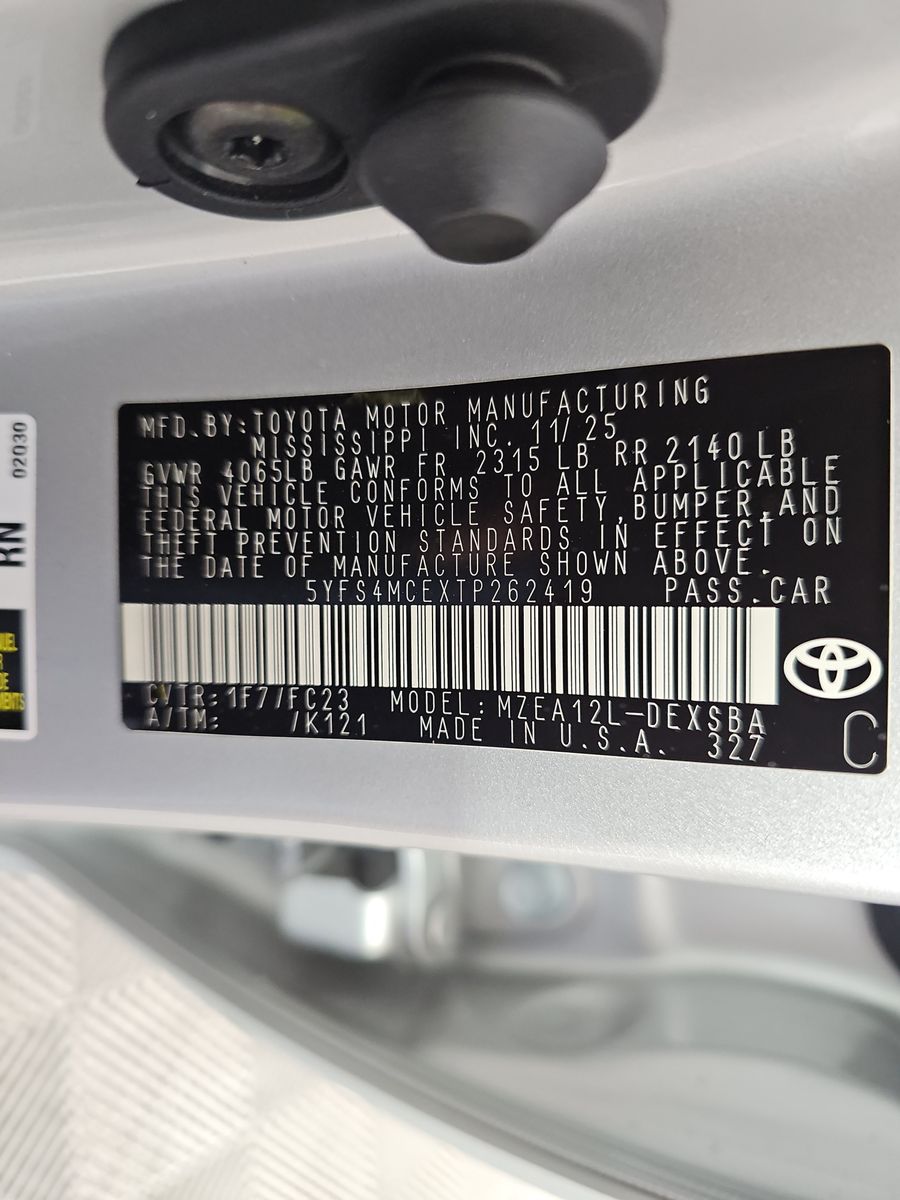 MFD.BY:TOYOTA MOTOR MANUFACTURING
MISSISSIPPI INC. 11/25
GVWR 4065LB GAWR FR 2315 LB RR 2140 LB
THIS VEHICLE CONFORMS TO ALL APPLICABLE
FEDERAL MOTOR VEHICLE SAFETY,BUMPER,AND
THEFT PREVENTION STANDARDS IN EFFECT ON
THE DATE OF MANUFACTURE SHOWN ABOVE.
5YFS4MCEXTP262419 PASS.CAR
C/TR:1F7/FC23 MODEL:MZEA12L-DEXSBA
A/TM: /K121 MADE IN U.S.A. 327
C
02030
RN